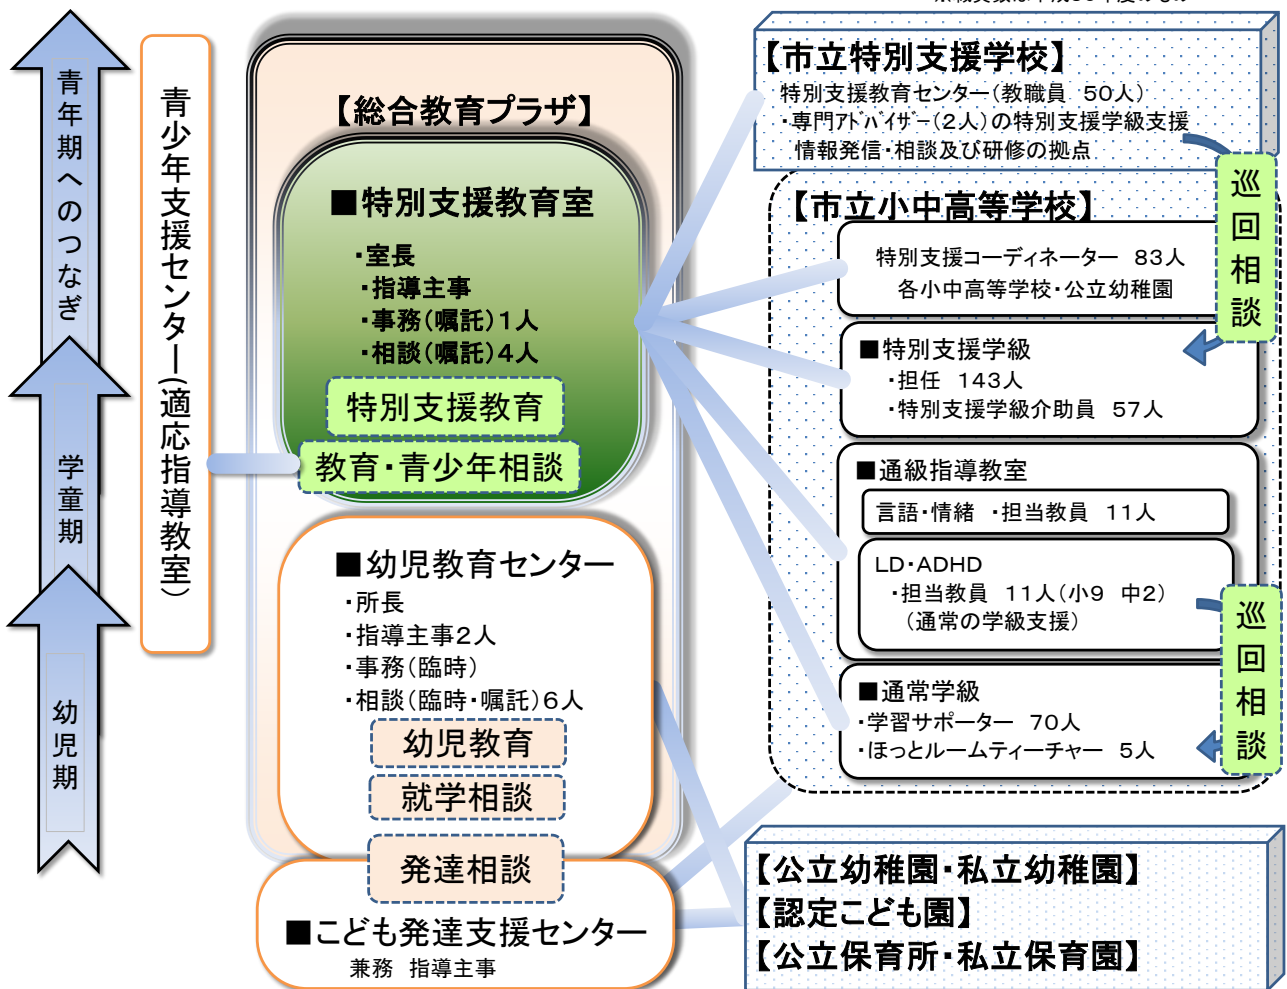 青年期へのつなぎ
学童期
幼児期
青少年支援センター(適応指導教室)
【総合教育プラザ】
■特別支援教育室
・室長
・指導主事
・事務(嘱託)1人
・相談(嘱託)4人
特別支援教育
教育・青少年相談
■幼児教育センター
・所長
・指導主事2人
・事務(臨時)
・相談(臨時・嘱託)6人
幼児教育
就学相談
発達相談
■こども発達支援センター
兼務 指導主事
【市立特別支援学校】
特別支援教育センター(教職員 50人)
・専門アドバイザー(2人)の特別支援学級支援
情報発信・相談及び研修の拠点
巡回相談
【市立小中高等学校】
特別支援コーディネーター 83人
各小中高等学校・公立幼稚園
■特別支援学級
・担任 143人
・特別支援学級介助員 57人
■通級指導教室
言語・情緒 ・担当教員 11人
LD・ADHD
・担当教員 11人(小9 中2)
(通常の学級支援)
巡回相談
■通常学級
・学習サポーター 70人
・ほっとルームティーチャー 5人
【公立幼稚園・私立幼稚園】
【認定こども園】
【公立保育所・私立保育園】